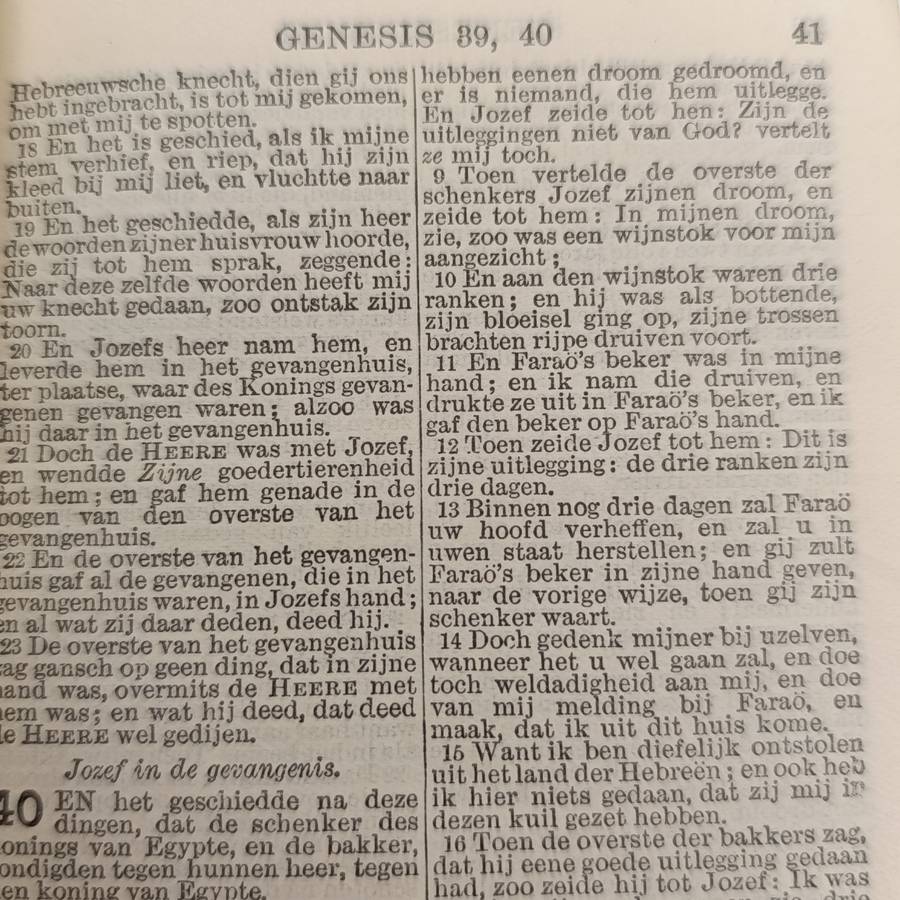 GENESIS 39, 40
41
Hebreeuwsche knecht, dien gij ons
hebt ingebracht, is tot mij gekomen,
om met mij te spotten.
18 En het is geschied, als ik mijne
stem verhief, en riep, dat hij zijn
kleed bij mij liet, en vluchtte naar
buiten.
19 En het geschiedde, als zijn heer
de woorden zijner huisvrouw hoorde,
die zij tot hem sprak, zeggende:
Naar deze zelfde woorden heeft mij
uw knecht gedaan, zoo ontstak zijn
toorn.
20 En Jozefs heer nam hem, en
leverde hem in het gevangenhuis,
ter plaatse, waar des Konings gevan-
genen gevangen waren; alzoo was
hij daar in het gevangenhuis.
21 Doch de HEERE was met Jozef,
en wendde Zijne goedertierenheid
tot hem; en gaf hem genade in de
oogen van den overste van het
gevangenhuis.
22 En de overste van het gevangen-
huis gaf al de gevangenen, die in het
gevangenhuis waren, in Jozefs hand;
en al wat zij daar deden, deed hij.
23 De overste van het gevangenhuis
zag gansch op geen ding, dat in zijne
hand was, overmits de HEERE met
hem was; en wat hij deed, dat deed
de HEERE wel gedijen.
Jozef in de gevangenis.
40 EN het geschiedde na deze
dingen, dat de schenker des
konings van Egypte, en de bakker,
zondigden tegen hunnen heer, tegen
den koning van Egypte.
hebben eenen droom gedroomd, en
er is niemand, die hem uitlegge.
En Jozef zeide tot hen: Zijn de
uitleggingen niet van God? vertelt
ze mij toch.
9 Toen vertelde de overste der
schenkers Jozef zijnen droom, en
zeide tot hem: In mijnen droom,
zie, zoo was een wijnstok voor mijn
aangezicht;
10 En aan den wijnstok waren drie
ranken; en hij was als bottende,
zijn bloeisel ging op, zijne trossen
brachten rijpe druiven voort.
11 En Faraö's beker was in mijne
hand; en ik nam die druiven, en
drukte ze uit in Faraö's beker, en ik
gaf den beker op Faraö's hand.
12 Toen zeide Jozef tot hem: Dit is
zijne uitlegging: de drie ranken zijn
drie dagen.
13 Binnen nog drie dagen zal Faraö
uw hoofd verheffen, en zal u in
uwen staat herstellen; en gij zult
Faraö's beker in zijne hand geven,
naar de vorige wijze, toen gij zijn
schenker waart.
14 Doch gedenk mijner bij uzelven,
wanneer het u wel gaan zal, en doe
toch weldadigheid aan mij, en doe
van mij melding bij Faraö, en
maak, dat ik uit dit huis kome.
15 Want ik ben diefelijk ontstolen
uit het land der Hebreën; en ook heb
ik hier niets gedaan, dat zij mij in
dezen kuil gezet hebben.
16 Toen de overste der bakkers zag,
dat hij eene goede uitlegging gedaan
had, zoo zeide hij tot Jozef: Ik was